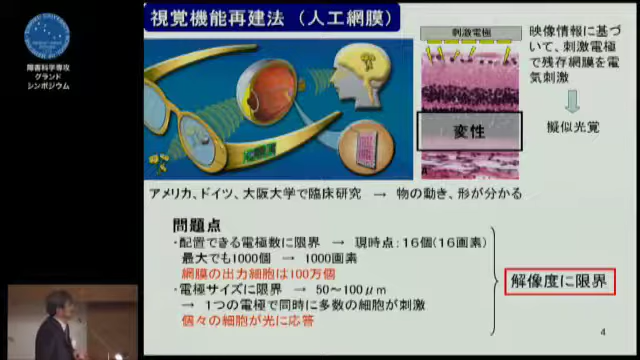 障害科学専攻
グランド
シンポジウム
視覚機能再建法（人工網膜）
刺激電極
変性
映像情報に基づ
いて、刺激電極
で残存網膜を電
気刺激
擬似光覚
アメリカ、ドイツ、大阪大学で臨床研究 → 物の動き、形が分かる
問題点
・配置できる電極数に限界 → 現時点：16個（16画素）
最大でも1000個 → 1000画素
網膜の出力細胞は100万個
・電極サイズに限界 → 50～100μm
→ 1つの電極で同時に多数の細胞が刺激
個々の細胞が光に応答
解像度に限界
4